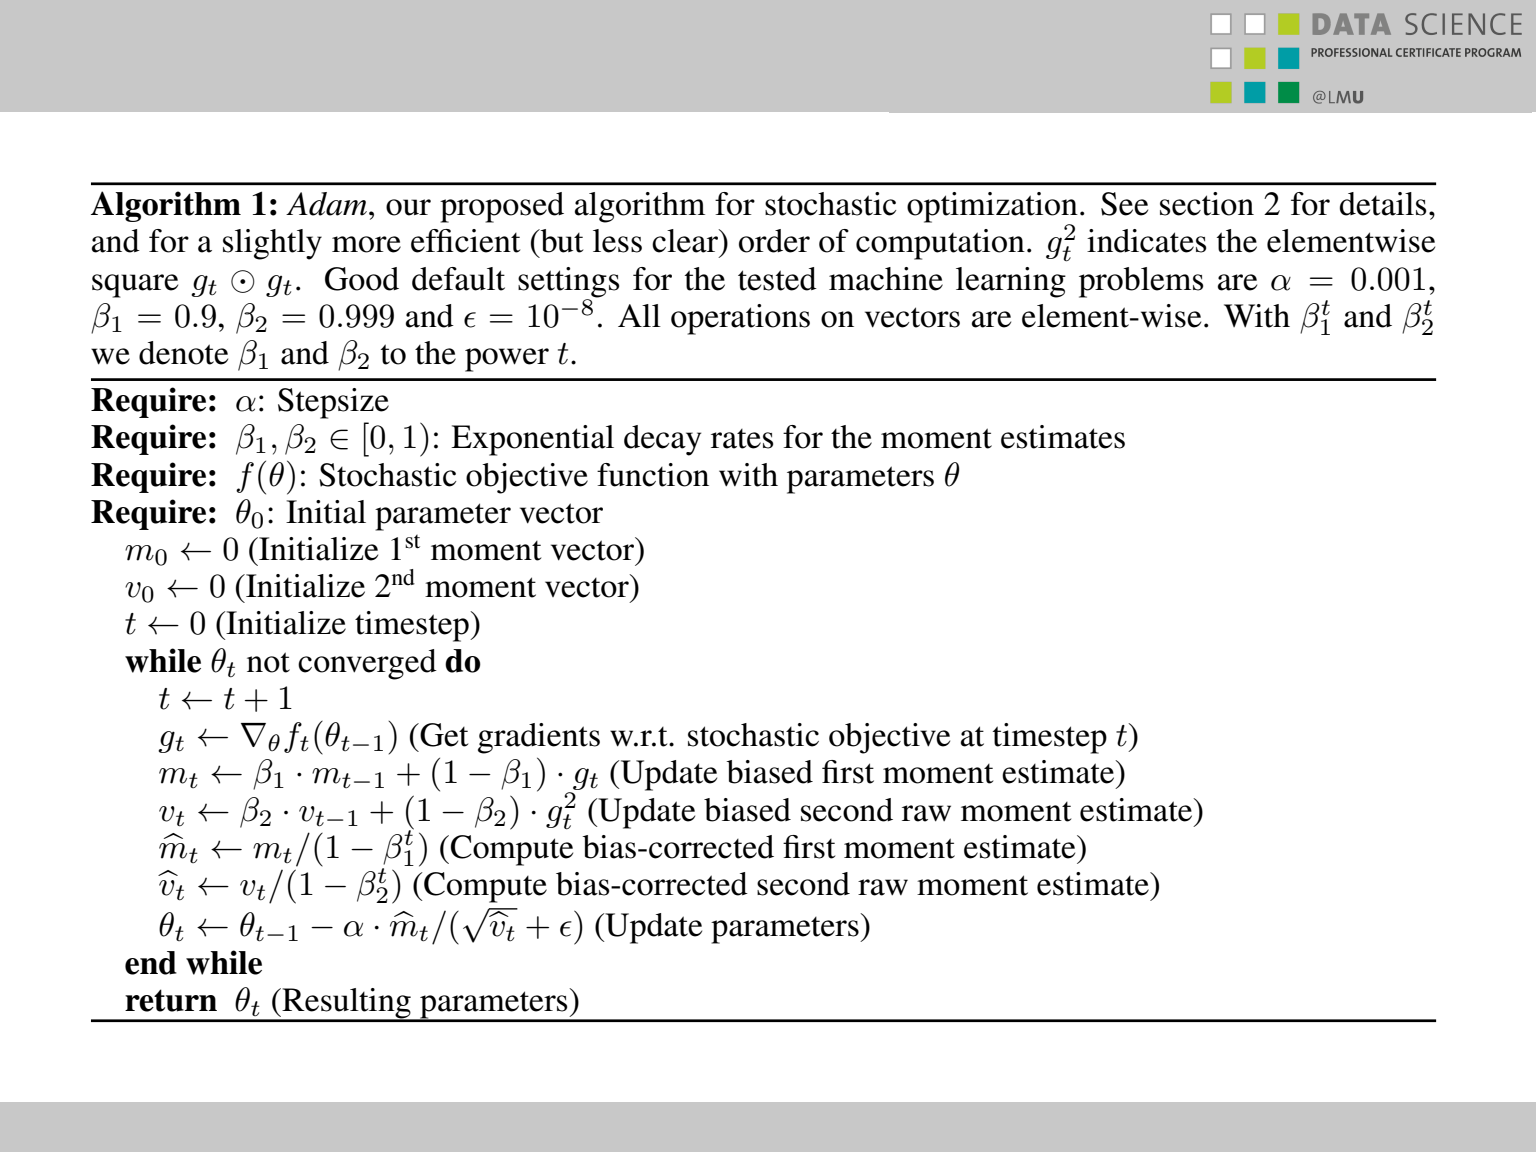 DATA SCIENCE
PROFESSIONAL CERTIFICATE PROGRAM
@LMU
Algorithm 1: Adam, our proposed algorithm for stochastic optimization. See section 2 for details,
and for a slightly more efficient (but less clear) order of computation. g_t^2 indicates the elementwise
square g_t ⊙ g_t. Good default settings for the tested machine learning problems are α = 0.001,
β_1 = 0.9, β_2 = 0.999 and ϵ = 10^{−8}. All operations on vectors are element-wise. With β_1^t and β_2^t
we denote β_1 and β_2 to the power t.
Require: α: Stepsize
Require: β_1, β_2 ∈ [0, 1): Exponential decay rates for the moment estimates
Require: f(θ): Stochastic objective function with parameters θ
Require: θ_0: Initial parameter vector
m_0 ← 0 (Initialize 1^st moment vector)
v_0 ← 0 (Initialize 2^nd moment vector)
t ← 0 (Initialize timestep)
while θ_t not converged do
t ← t + 1
g_t ← ∇_θ f_t(θ_{t−1}) (Get gradients w.r.t. stochastic objective at timestep t)
m_t ← β_1 · m_{t−1} + (1 − β_1) · g_t (Update biased first moment estimate)
v_t ← β_2 · v_{t−1} + (1 − β_2) · g_t^2 (Update biased second raw moment estimate)
m̂_t ← m_t/(1 − β_1^t) (Compute bias-corrected first moment estimate)
v̂_t ← v_t/(1 − β_2^t) (Compute bias-corrected second raw moment estimate)
θ_t ← θ_{t−1} − α · m̂_t/(√v̂_t + ϵ) (Update parameters)
end while
return θ_t (Resulting parameters)